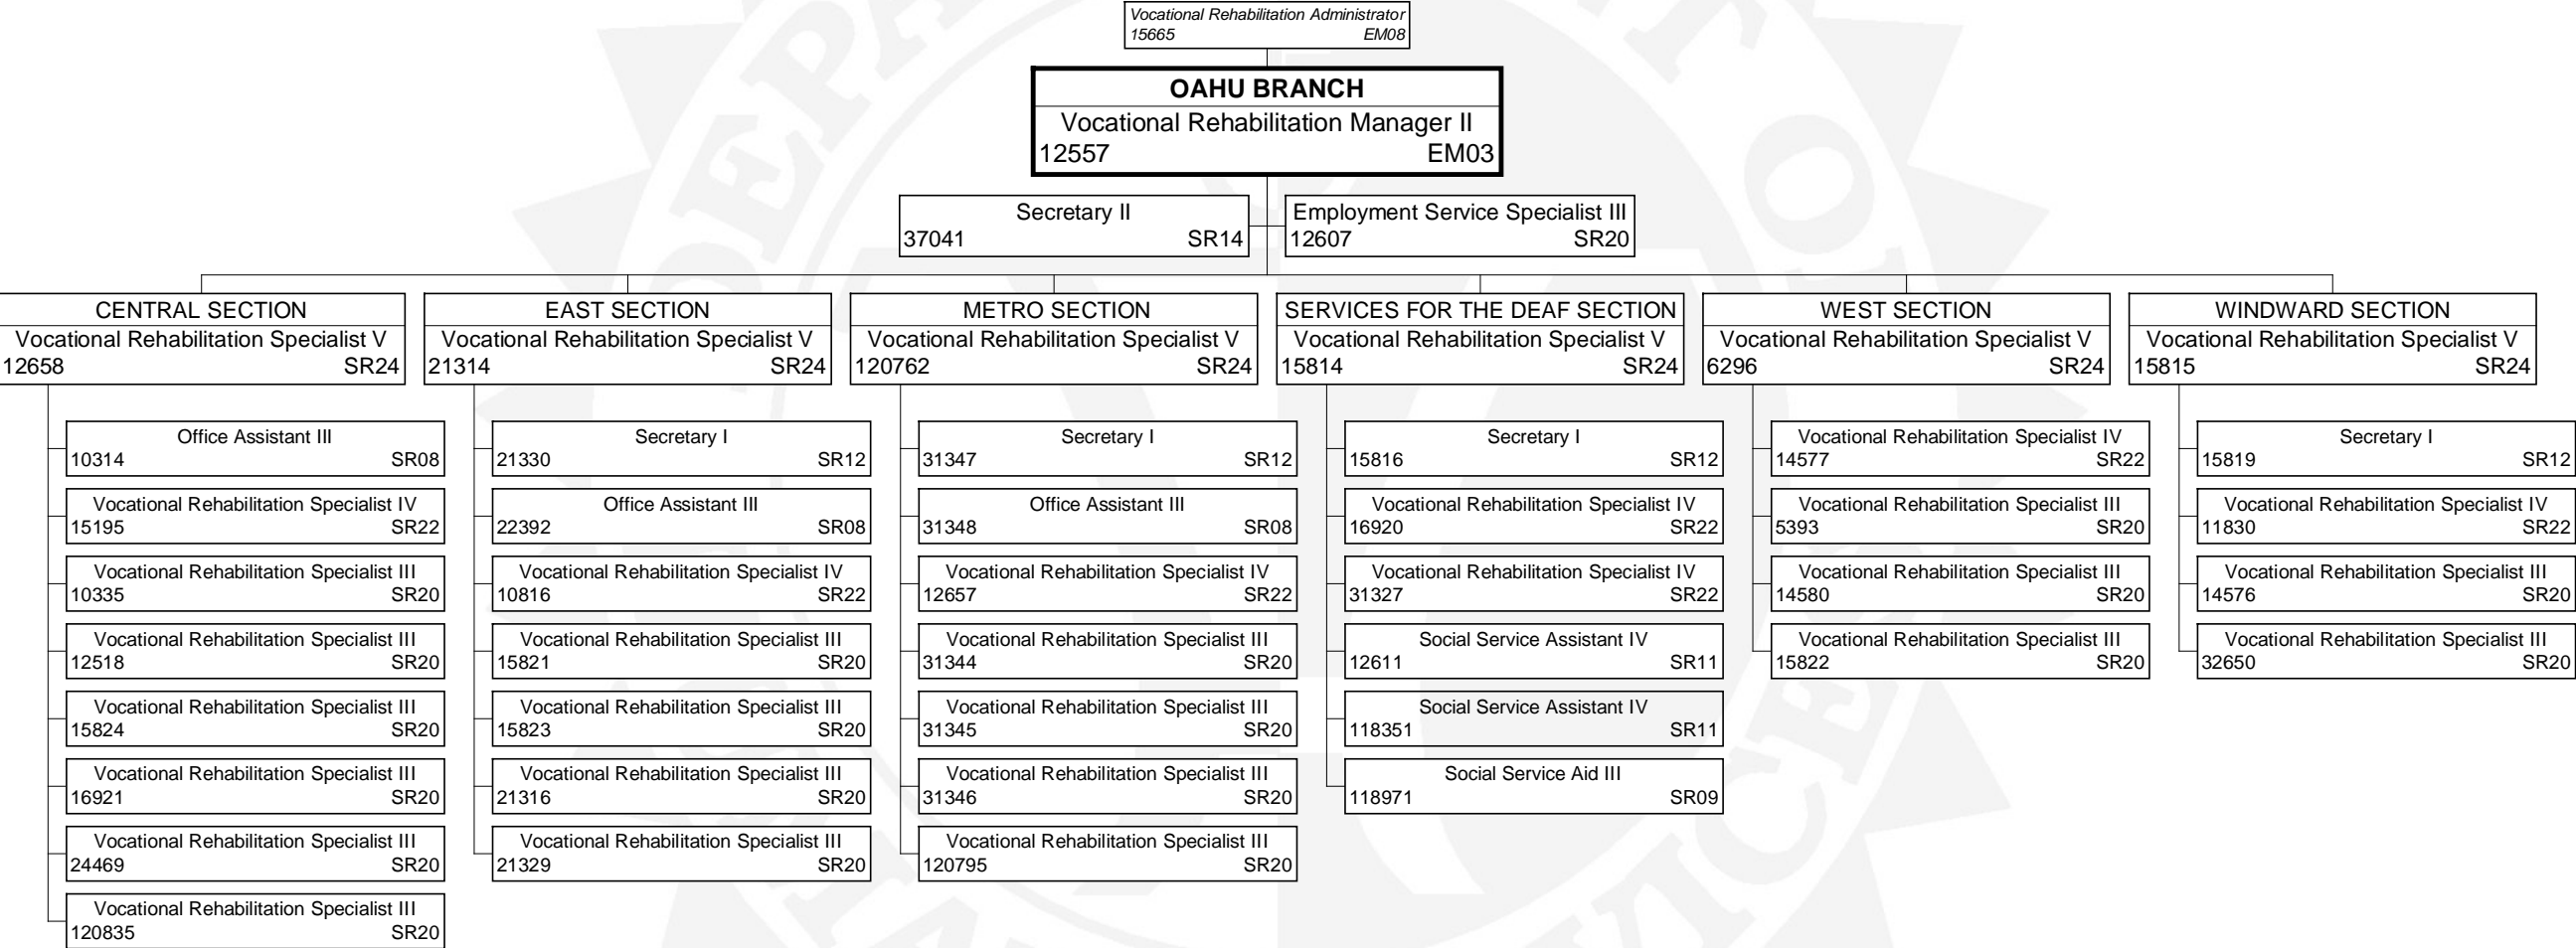 Vocational Rehabilitation Administrator
15665 EM08
OAHU BRANCH
Vocational Rehabilitation Manager II
12557 EM03
Secretary II
37041 SR14
Employment Service Specialist III
12607 SR20
CENTRAL SECTION
Vocational Rehabilitation Specialist V
12658 SR24
Office Assistant III
10314 SR08
Vocational Rehabilitation Specialist IV
15195 SR22
Vocational Rehabilitation Specialist III
10335 SR20
Vocational Rehabilitation Specialist III
12518 SR20
Vocational Rehabilitation Specialist III
15824 SR20
Vocational Rehabilitation Specialist III
16921 SR20
Vocational Rehabilitation Specialist III
24469 SR20
Vocational Rehabilitation Specialist III
120835 SR20
EAST SECTION
Vocational Rehabilitation Specialist V
21314 SR24
Secretary I
21330 SR12
Office Assistant III
22392 SR08
Vocational Rehabilitation Specialist IV
10816 SR22
Vocational Rehabilitation Specialist III
15821 SR20
Vocational Rehabilitation Specialist III
15823 SR20
Vocational Rehabilitation Specialist III
21316 SR20
Vocational Rehabilitation Specialist III
21329 SR20
METRO SECTION
Vocational Rehabilitation Specialist V
120762 SR24
Secretary I
31347 SR12
Office Assistant III
31348 SR08
Vocational Rehabilitation Specialist IV
12657 SR22
Vocational Rehabilitation Specialist III
31344 SR20
Vocational Rehabilitation Specialist III
31345 SR20
Vocational Rehabilitation Specialist III
31346 SR20
Vocational Rehabilitation Specialist III
120795 SR20
SERVICES FOR THE DEAF SECTION
Vocational Rehabilitation Specialist V
15814 SR24
Secretary I
15816 SR12
Vocational Rehabilitation Specialist IV
16920 SR22
Vocational Rehabilitation Specialist IV
31327 SR22
Social Service Assistant IV
12611 SR11
Social Service Assistant IV
118351 SR11
Social Service Aid III
118971 SR09
WEST SECTION
Vocational Rehabilitation Specialist V
6296 SR24
Vocational Rehabilitation Specialist IV
14577 SR22
Vocational Rehabilitation Specialist III
5393 SR20
Vocational Rehabilitation Specialist III
14580 SR20
Vocational Rehabilitation Specialist III
15822 SR20
WINDWARD SECTION
Vocational Rehabilitation Specialist V
15815 SR24
Secretary I
15819 SR12
Vocational Rehabilitation Specialist IV
11830 SR22
Vocational Rehabilitation Specialist III
14576 SR20
Vocational Rehabilitation Specialist III
32650 SR20